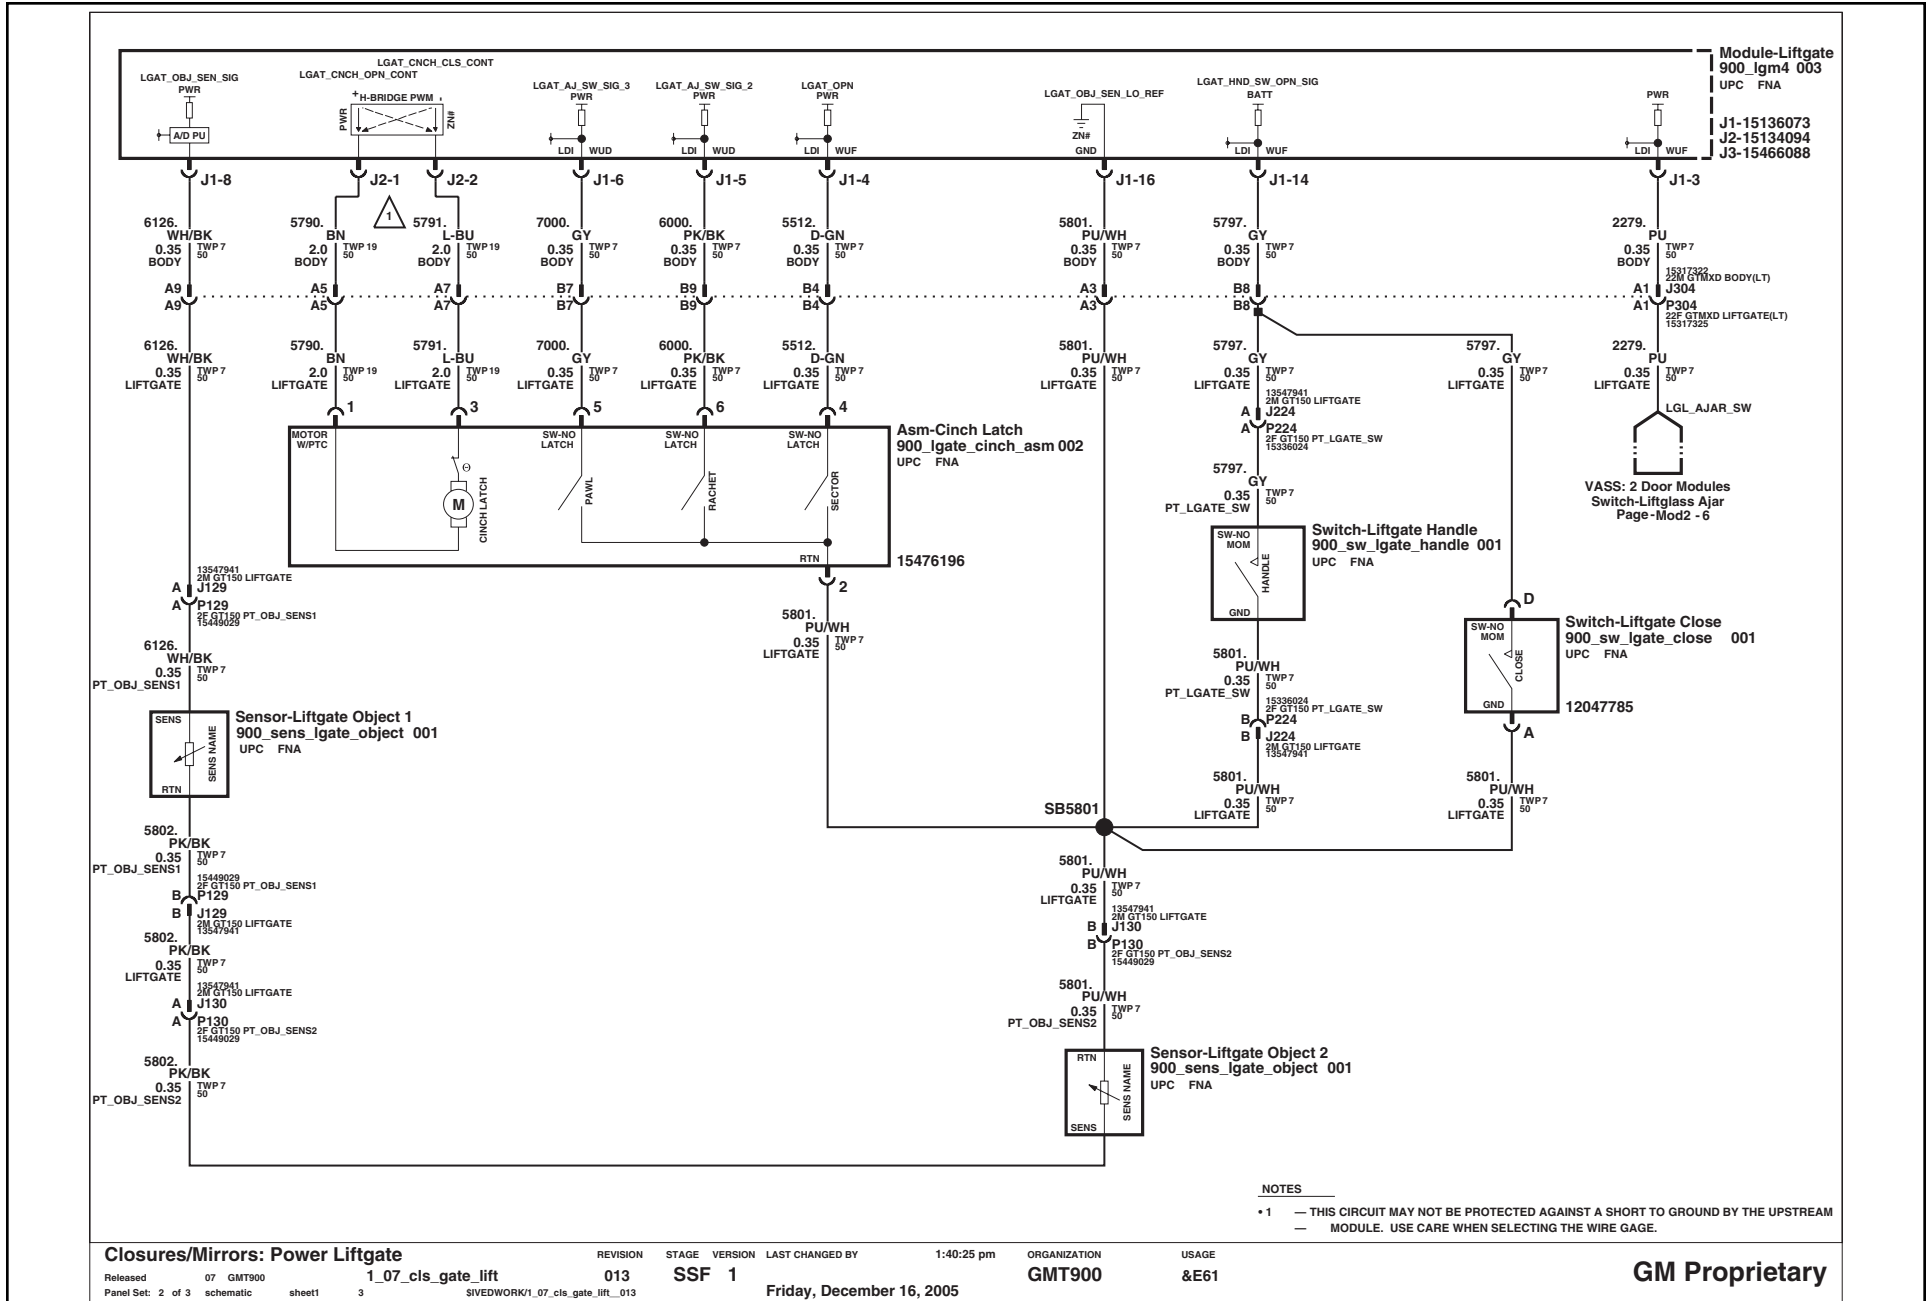 LGAT_OBJ_SEN_SIG
PWR
A/D PU
LGAT_CNCH_CLS_CONT
LGAT_CNCH_OPN_CONT
+ H-BRIDGE PWM -
PWR
ZN#
LGAT_AJ_SW_SIG_3
PWR
LDI WUD
LGAT_AJ_SW_SIG_2
PWR
LDI WUD
LGAT_OPN
PWR
LDI WUF
LGAT_OBJ_SEN_LO_REF
ZN#
GND
LGAT_HND_SW_OPN_SIG
BATT
LDI WUF
PWR
LDI WUF
Module-Liftgate
900_lgm4 003
UPC FNA
J1-15136073
J2-15134094
J3-15466088
J1-8
J2-1
J2-2
J1-6
J1-5
J1-4
J1-16
J1-14
J1-3
1
6126.
WH/BK
0.35 TWP 7
50
BODY
5790.
BN
2.0 TWP 19
50
BODY
5791.
L-BU
2.0 TWP 19
50
BODY
7000.
GY
0.35 TWP 7
50
BODY
6000.
PK/BK
0.35 TWP 7
50
BODY
5512.
D-GN
0.35 TWP 7
50
BODY
5801.
PU/WH
0.35 TWP 7
50
BODY
5797.
GY
0.35 TWP 7
50
BODY
2279.
PU
0.35 TWP 7
50
BODY
15317322
22M GTMXD BODY(LT)
A9 A5 A7 B7 B9 B4 A3 B8 A1 J304
A9 A5 A7 B7 B9 B4 A3 B8 A1 P304
22F GTMXD LIFTGATE(LT)
15317325
6126.
WH/BK
0.35 TWP 7
50
LIFTGATE
5790.
BN
2.0 TWP 19
50
LIFTGATE
5791.
L-BU
2.0 TWP 19
50
LIFTGATE
7000.
GY
0.35 TWP 7
50
LIFTGATE
6000.
PK/BK
0.35 TWP 7
50
LIFTGATE
5512.
D-GN
0.35 TWP 7
50
LIFTGATE
5801.
PU/WH
0.35 TWP 7
50
LIFTGATE
5797.
GY
0.35 TWP 7
50
LIFTGATE
5797.
GY
0.35 TWP 7
50
LIFTGATE
2279.
PU
0.35 TWP 7
50
LIFTGATE
1 3 5 6 4
MOTOR
W/PTC
M
CINCH LATCH
SW-NO
LATCH
PAWL
SW-NO
LATCH
RACHET
SW-NO
LATCH
SECTOR
RTN
Asm-Cinch Latch
900_lgate_cinch_asm 002
UPC FNA
15476196
2
5801.
PU/WH
0.35 TWP 7
50
LIFTGATE
13547941
2M GT150 LIFTGATE
A J224
A P224
2F GT150 PT_LGATE_SW
15336024
5797.
GY
0.35 TWP 7
50
PT_LGATE_SW
SW-NO
MOM
HANDLE
GND
Switch-Liftgate Handle
900_sw_lgate_handle 001
UPC FNA
5801.
PU/WH
0.35 TWP 7
50
PT_LGATE_SW
15336024
2F GT150 PT_LGATE_SW
B P224
B J224
2M GT150 LIFTGATE
13547941
5801.
PU/WH
0.35 TWP 7
50
LIFTGATE
LGL_AJAR_SW
VASS: 2 Door Modules
Switch-Liftglass Ajar
Page-Mod2 - 6
D
SW-NO
MOM
CLOSE
GND
Switch-Liftgate Close
900_sw_lgate_close 001
UPC FNA
12047785
A
5801.
PU/WH
0.35 TWP 7
50
LIFTGATE
13547941
2M GT150 LIFTGATE
A J129
A P129
2F GT150 PT_OBJ_SENS1
15449029
6126.
WH/BK
0.35 TWP 7
50
PT_OBJ_SENS1
SENS
SENS NAME
RTN
Sensor-Liftgate Object 1
900_sens_lgate_object 001
UPC FNA
5802.
PK/BK
0.35 TWP 7
50
PT_OBJ_SENS1
15449029
2F GT150 PT_OBJ_SENS1
B P129
B J129
2M GT150 LIFTGATE
13547941
5802.
PK/BK
0.35 TWP 7
50
LIFTGATE
13547941
2M GT150 LIFTGATE
A J130
A P130
2F GT150 PT_OBJ_SENS2
15449029
5802.
PK/BK
0.35 TWP 7
50
PT_OBJ_SENS2
SB5801
5801.
PU/WH
0.35 TWP 7
50
LIFTGATE
13547941
2M GT150 LIFTGATE
B J130
B P130
2F GT150 PT_OBJ_SENS2
15449029
5801.
PU/WH
0.35 TWP 7
50
PT_OBJ_SENS2
RTN
SENS NAME
SENS
Sensor-Liftgate Object 2
900_sens_lgate_object 001
UPC FNA
NOTES
• 1 — THIS CIRCUIT MAY NOT BE PROTECTED AGAINST A SHORT TO GROUND BY THE UPSTREAM
— MODULE. USE CARE WHEN SELECTING THE WIRE GAGE.
Closures/Mirrors: Power Liftgate
Released 07 GMT900 1_07_cls_gate_lift
Panel Set: 2 of 3 schematic sheet1 3 $IVEDWORK/1_07_cls_gate_lift__013
REVISION
013
STAGE
SSF
VERSION
1
LAST CHANGED BY 1:40:25 pm
Friday, December 16, 2005
ORGANIZATION
GMT900
USAGE
&E61
GM Proprietary